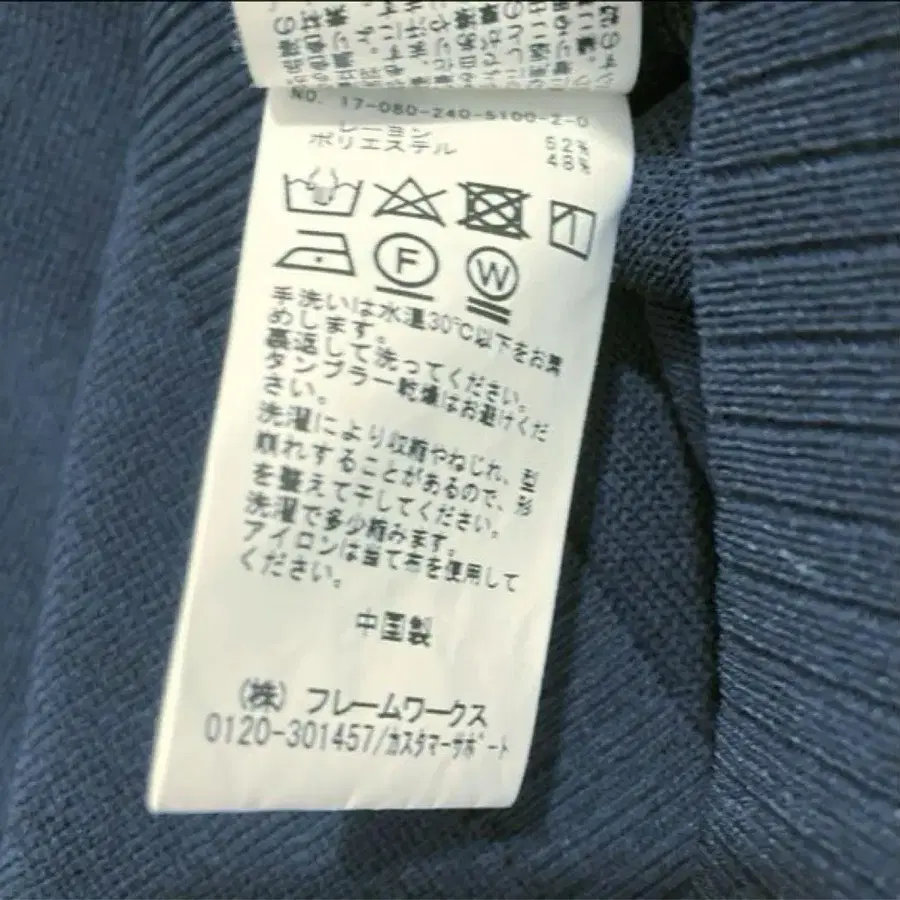 NO. 17-080-240-5100-2-0
レーヨン 52%
ポリエステル 48%
F W
手洗いは水温30℃以下をお薦
めします。
裏返して洗ってください。
タンブラー乾燥はお避けくだ
さい。
洗濯により収縮やねじれ、型
崩れすることがあるので、形
を整えて干してください。
洗濯で多少縮みます。
アイロンは当て布を使用して
ください。
中国製
(株) フレームワークス
0120-301457/カスタマーサポート